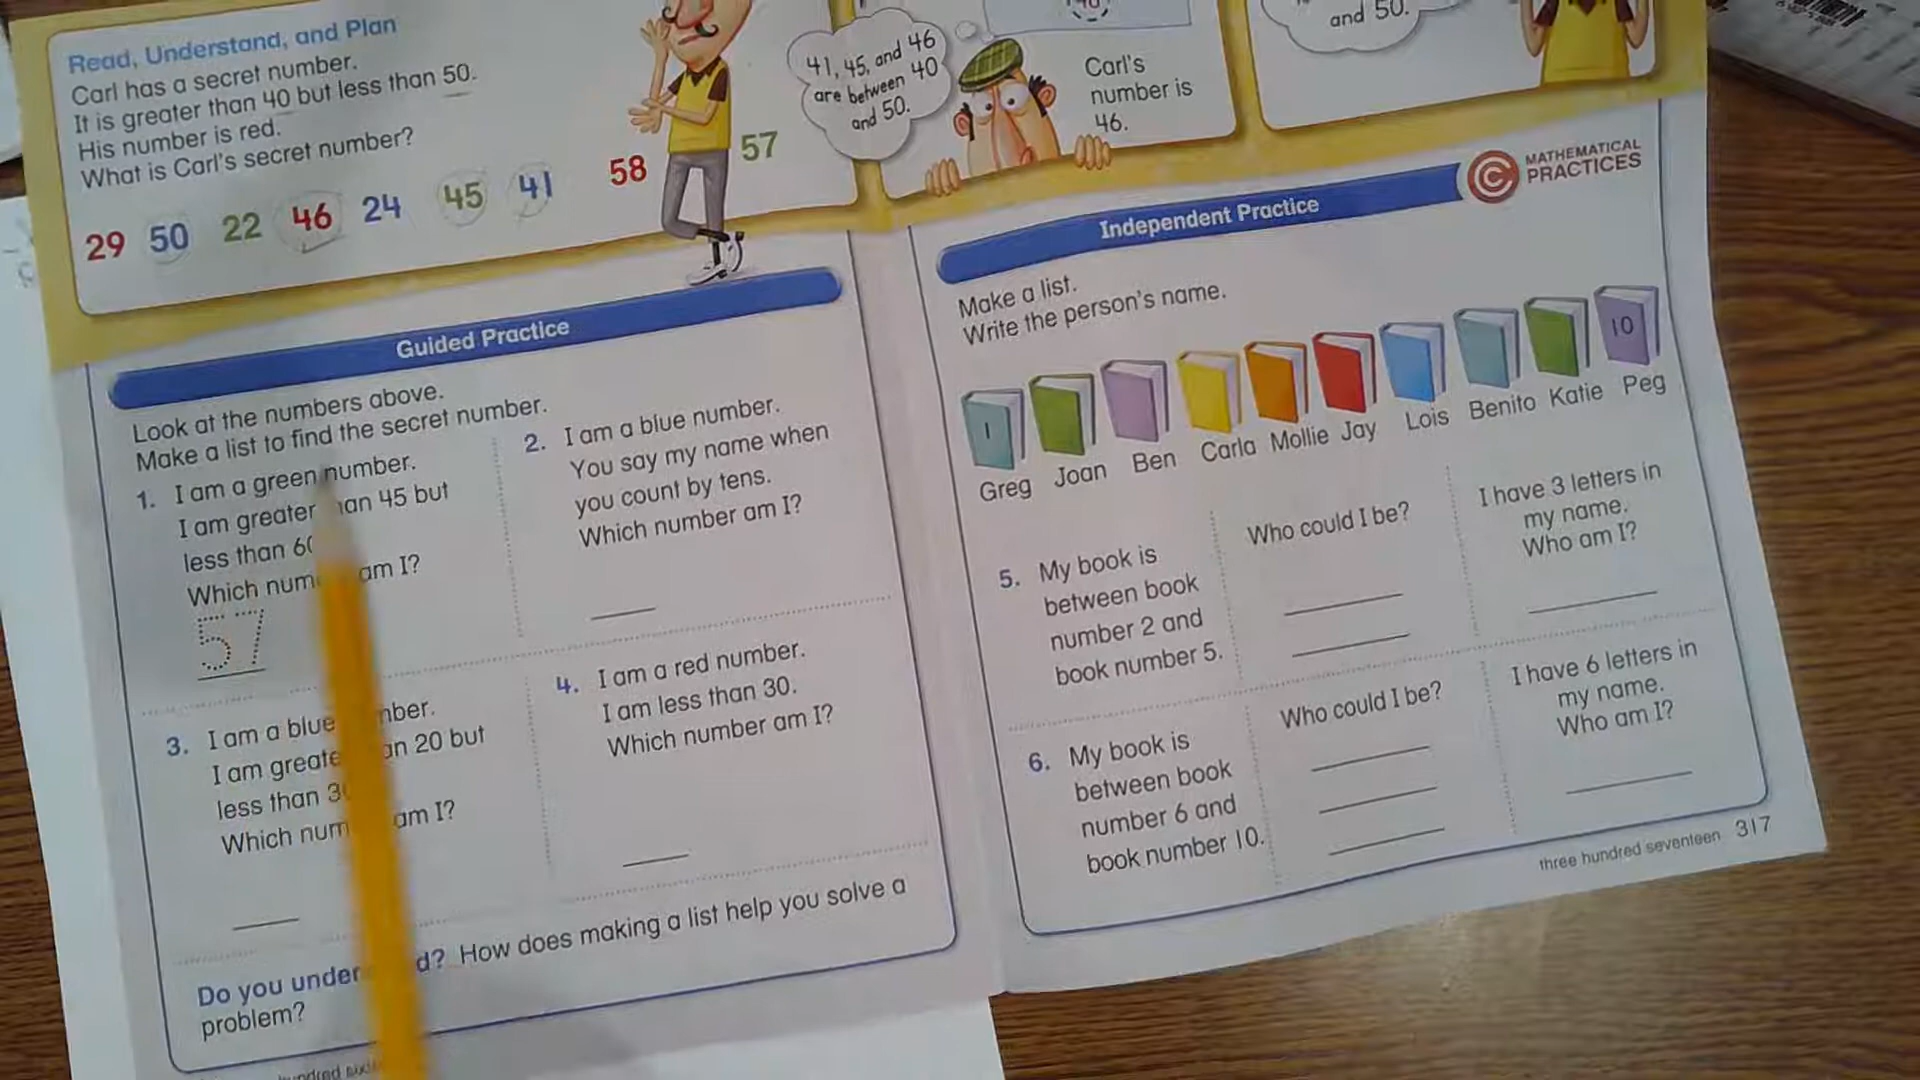 Read, Understand, and Plan
Carl has a secret number.
It is greater than 40 but less than 50.
His number is red.
What is Carl's secret number?
29 50 22 46 24 45 41 58 57
41, 45, and 46
are between 40
and 50.
Carl's
number is
46.
and 50.
Guided Practice
Look at the numbers above.
Make a list to find the secret number.
1. I am a green number.
I am greater than 45 but
less than 60
Which num am I?
57
2. I am a blue number.
You say my name when
you count by tens.
Which number am I?
3. I am a blue number.
I am greater than 20 but
less than 3
Which num am I?
4. I am a red number.
I am less than 30.
Which number am I?
Do you understand? How does making a list help you solve a
problem?
MATHEMATICAL
PRACTICES
Independent Practice
Make a list.
Write the person's name.
1
10
Greg Joan Ben Carla Mollie Jay Lois Benito Katie Peg
5. My book is
between book
number 2 and
book number 5.
Who could I be?
I have 3 letters in
my name.
Who am I?
6. My book is
between book
number 6 and
book number 10.
Who could I be?
I have 6 letters in
my name.
Who am I?
three hundred seventeen 317